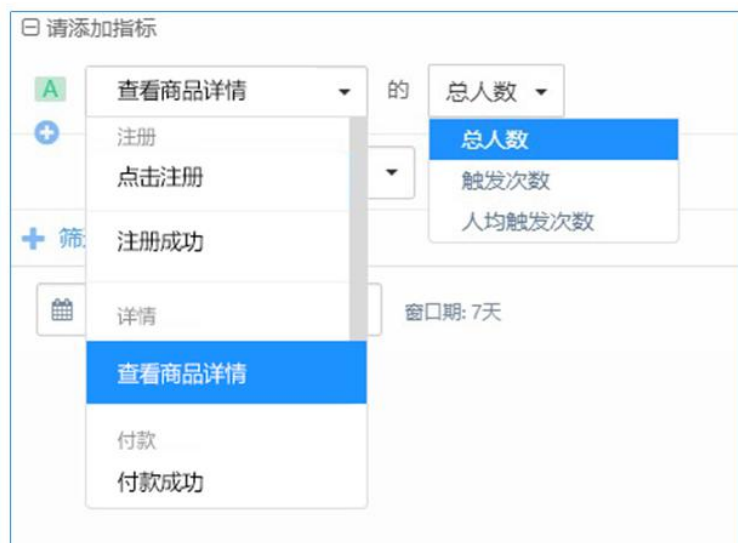 请添加指标
A 查看商品详情 的 总人数
注册
总人数
点击注册
触发次数
人均触发次数
注册成功
筛
详情
窗口期: 7天
查看商品详情
付款
付款成功